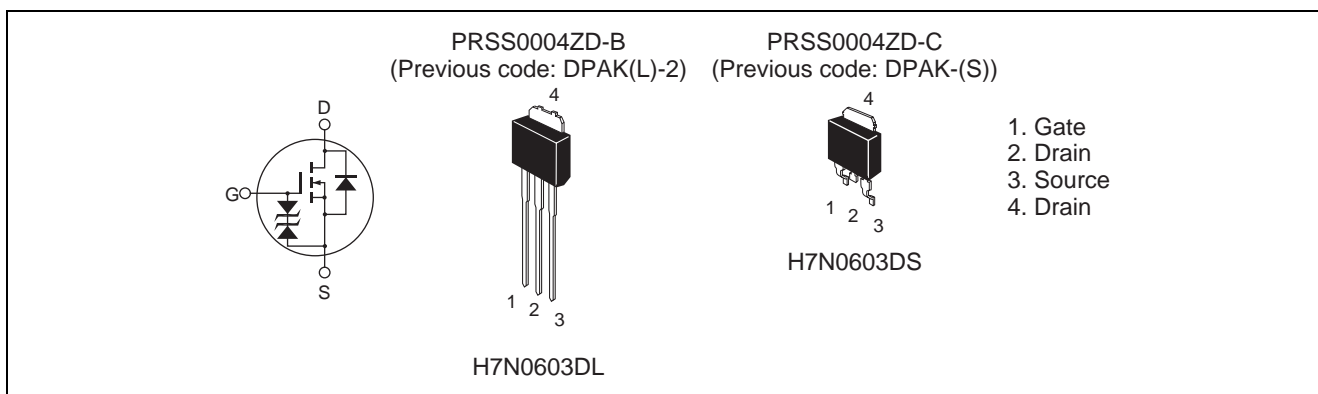 PRSS0004ZD-B
(Previous code: DPAK(L)-2)
PRSS0004ZD-C
(Previous code: DPAK-(S))
D
G
S
4
1 2 3
H7N0603DL
4
1 2 3
H7N0603DS
1. Gate
2. Drain
3. Source
4. Drain